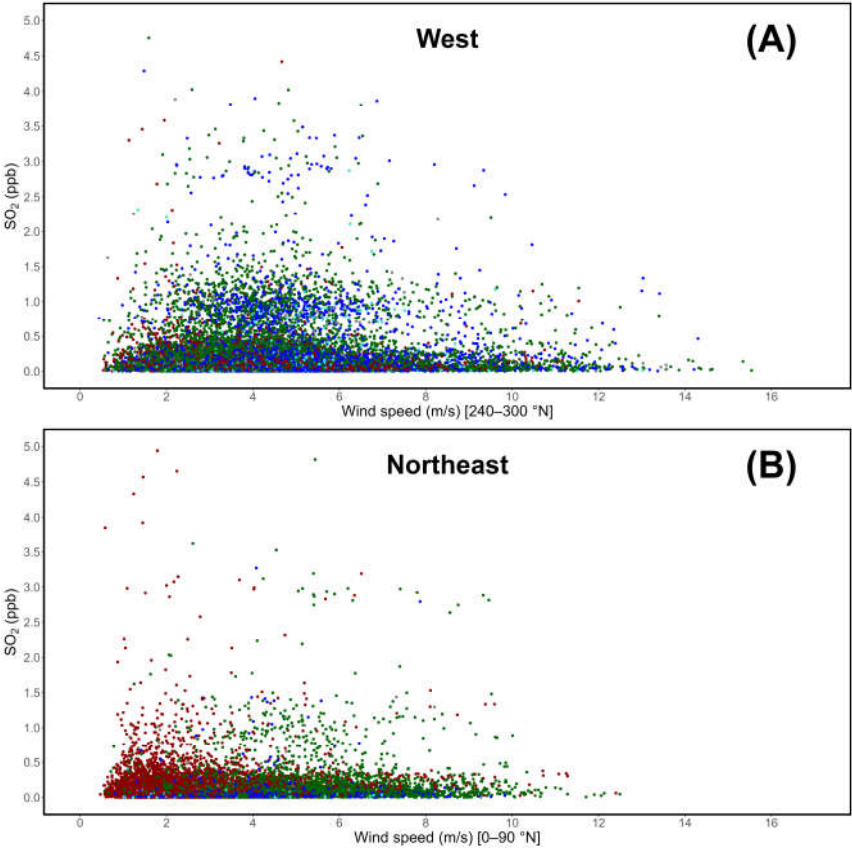 West
(A)
5.0
4.5
4.0
3.5
3.0
2.5
2.0
1.5
1.0
0.5
0.0
SO₂ (ppb)
0 2 4 6 8 10 12 14 16
Wind speed (m/s) [240–300 °N]
Northeast
(B)
5.0
4.5
4.0
3.5
3.0
2.5
2.0
1.5
1.0
0.5
0.0
SO₂ (ppb)
0 2 4 6 8 10 12 14 16
Wind speed (m/s) [0–90 °N]